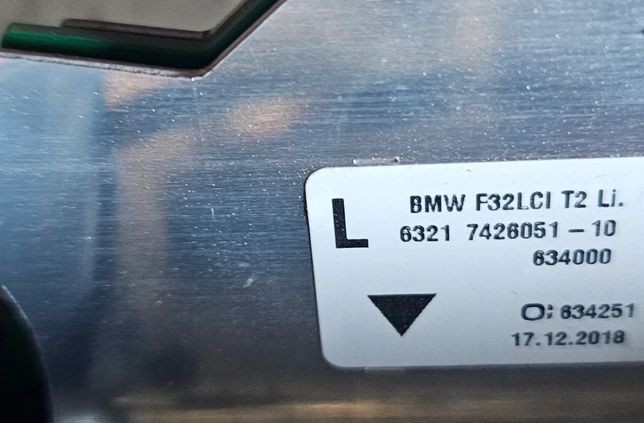 L
BMW F32LCI T2 Li.
6321 7426051-10
634000
O: 634251
17.12.2018